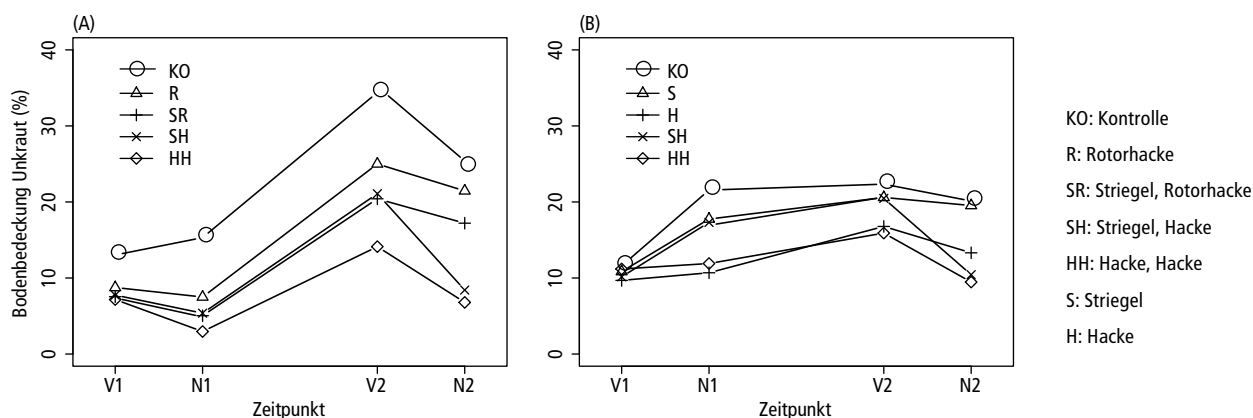 (A)
Bodenbedeckung Unkraut (%)
40
30
20
10
0
KO
R
SR
SH
HH
V1 N1 V2 N2
Zeitpunkt
(B)
40
30
20
10
0
KO
S
H
SH
HH
V1 N1 V2 N2
Zeitpunkt
KO: Kontrolle
R: Rotorhacke
SR: Striegel, Rotorhacke
SH: Striegel, Hacke
HH: Hacke, Hacke
S: Striegel
H: Hacke